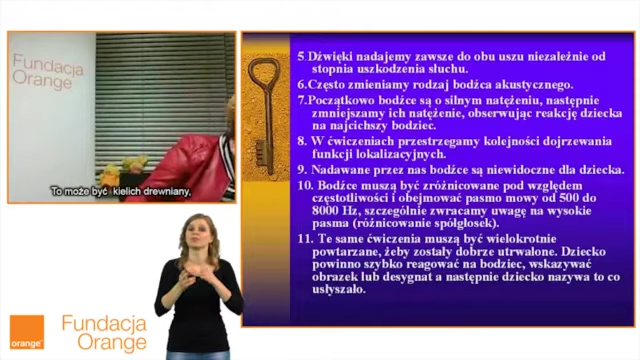 Fundacja
Orange
To może być kielich drewniany,
5.Dźwięki nadajemy zawsze do obu uszu niezależnie od
stopnia uszkodzenia słuchu.
6.Często zmieniamy rodzaj bodźca akustycznego.
7.Początkowo bodźce są o silnym natężeniu, następnie
zmniejszamy ich natężenie, obserwując reakcję dziecka
na najcichszy bodziec.
8. W ćwiczeniach przestrzegamy kolejności dojrzewania
funkcji lokalizacyjnych.
9. Nadawane przez nas bodźce są niewidoczne dla dziecka.
10. Bodźce muszą być zróżnicowane pod względem
częstotliwości i obejmować pasmo mowy od 500 do
8000 Hz, szczególnie zwracamy uwagę na wysokie
pasma (różnicowanie spółgłosek).
11. Te same ćwiczenia muszą być wielokrotnie
powtarzane, żeby zostały dobrze utrwalone. Dziecko
powinno szybko reagować na bodziec, wskazywać
obrazek lub desygnat a następnie dziecko nazywa to co
usłyszało.
orange™
Fundacja
Orange